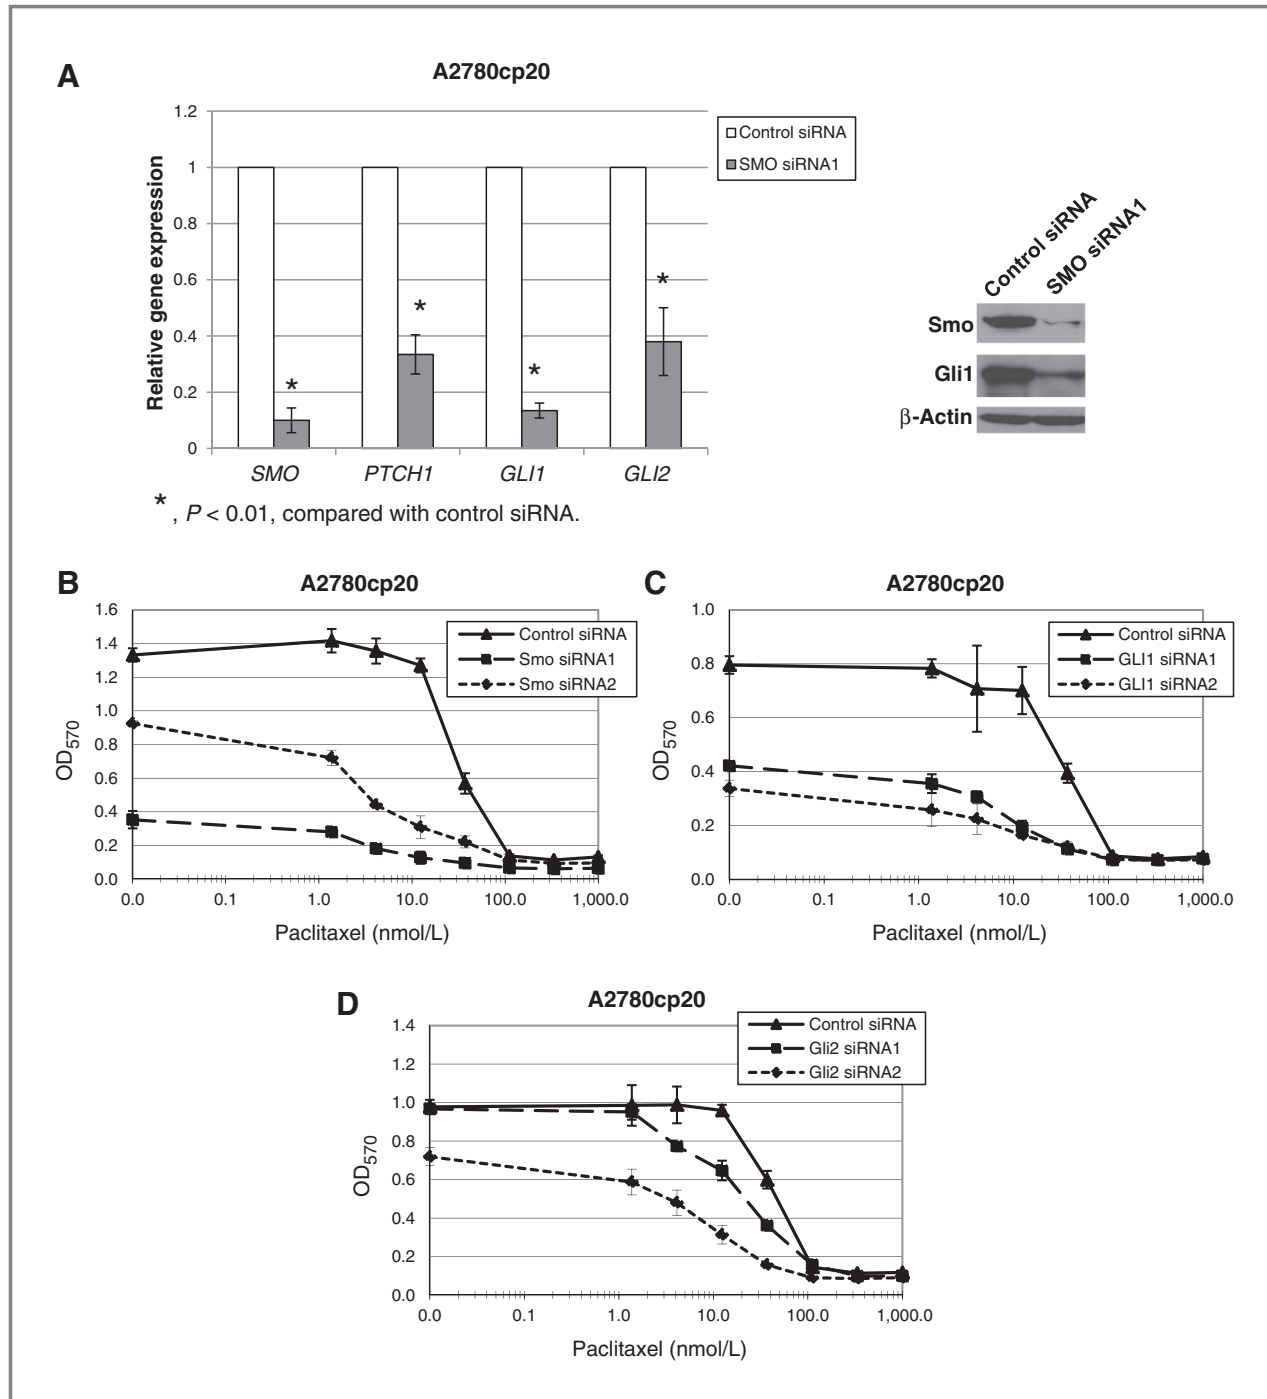 A
A2780cp20
1.2
1
0.8
0.6
0.4
0.2
0
Relative gene expression
Control siRNA
SMO siRNA1
*
*
*
*
SMO PTCH1 GLI1 GLI2
*, P < 0.01, compared with control siRNA.
Control siRNA
SMO siRNA1
Smo
Gli1
β-Actin
B
A2780cp20
1.6
1.4
1.2
1.0
0.8
0.6
0.4
0.2
0.0
OD570
Control siRNA
Smo siRNA1
Smo siRNA2
0.0 0.1 1.0 10.0 100.0 1,000.0
Paclitaxel (nmol/L)
C
A2780cp20
1.0
0.8
0.6
0.4
0.2
0.0
OD570
Control siRNA
GLI1 siRNA1
GLI1 siRNA2
0.0 0.1 1.0 10.0 100.0 1,000.0
Paclitaxel (nmol/L)
D
A2780cp20
1.4
1.2
1.0
0.8
0.6
0.4
0.2
0.0
OD570
Control siRNA
Gli2 siRNA1
Gli2 siRNA2
0.0 0.1 1.0 10.0 100.0 1,000.0
Paclitaxel (nmol/L)